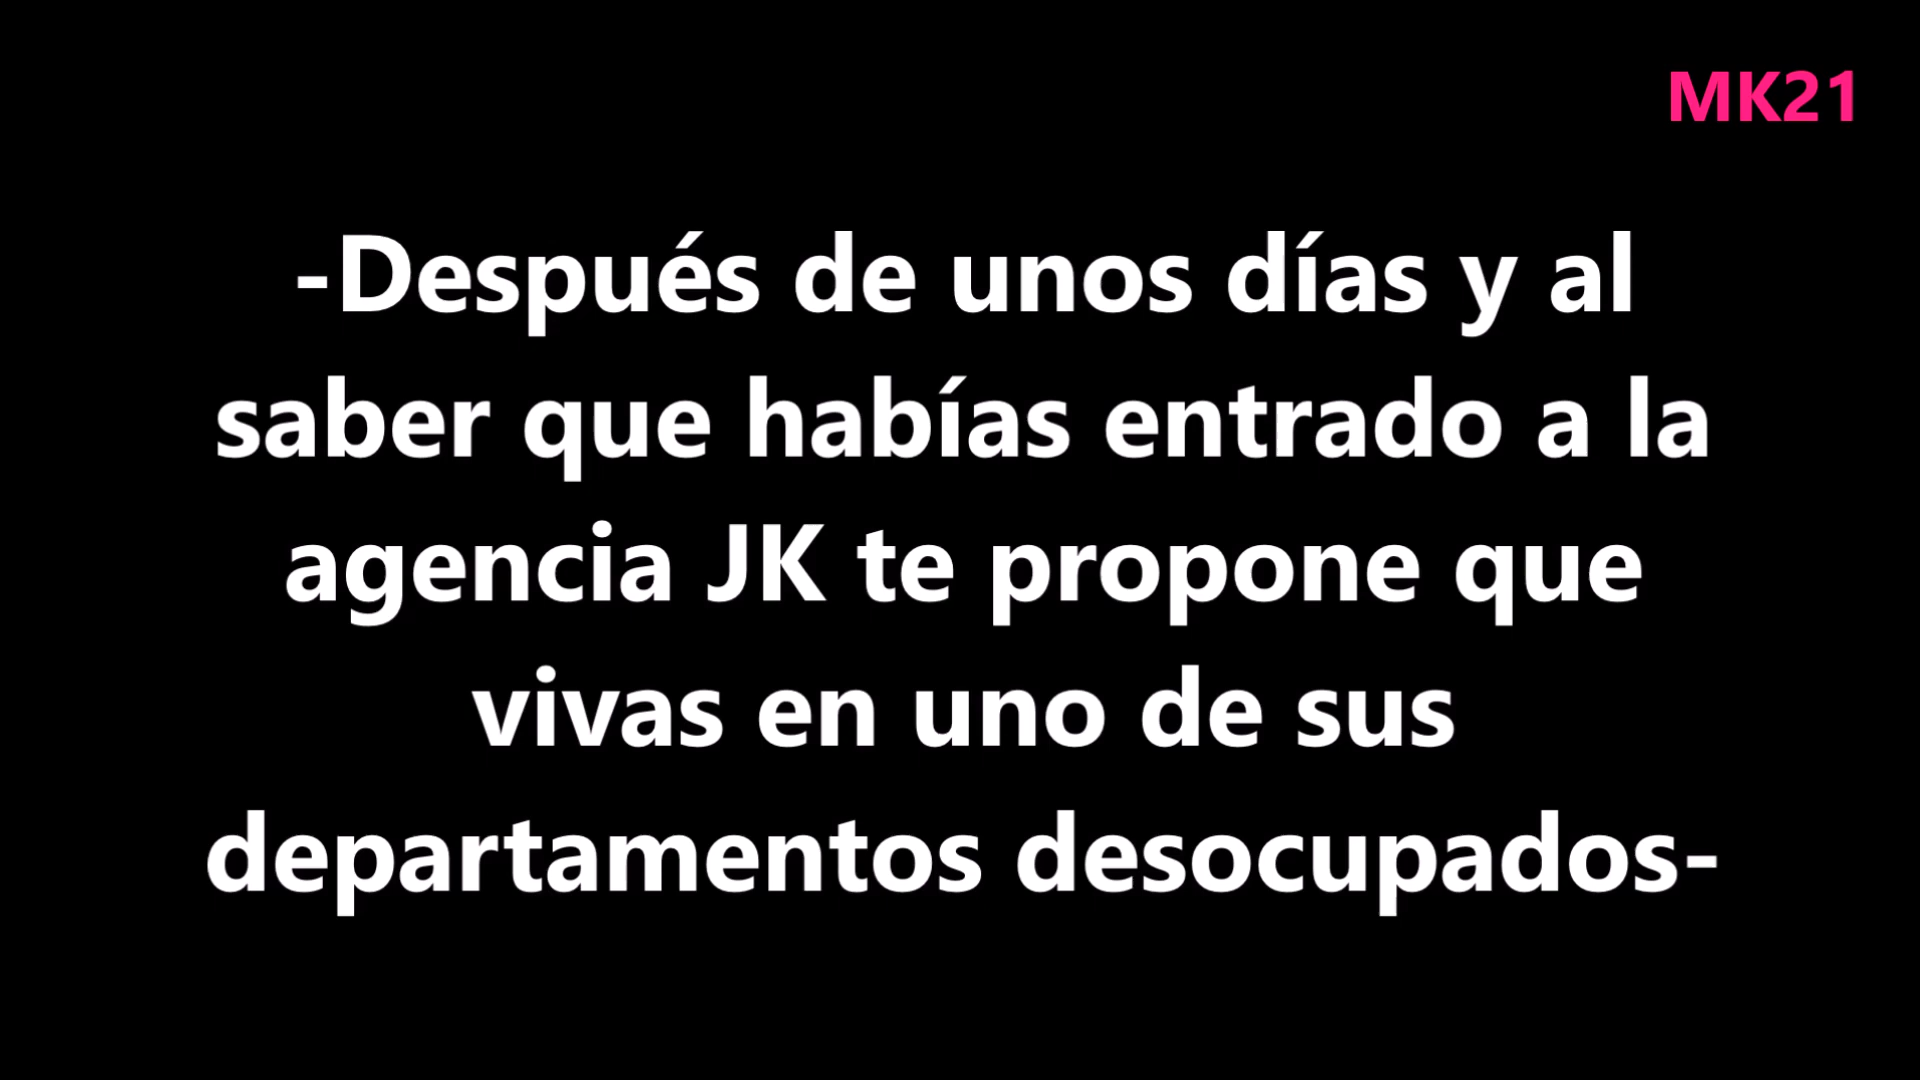 MK21
-Después de unos días y al
saber que habías entrado a la
agencia JK te propone que
vivas en uno de sus
departamentos desocupados-